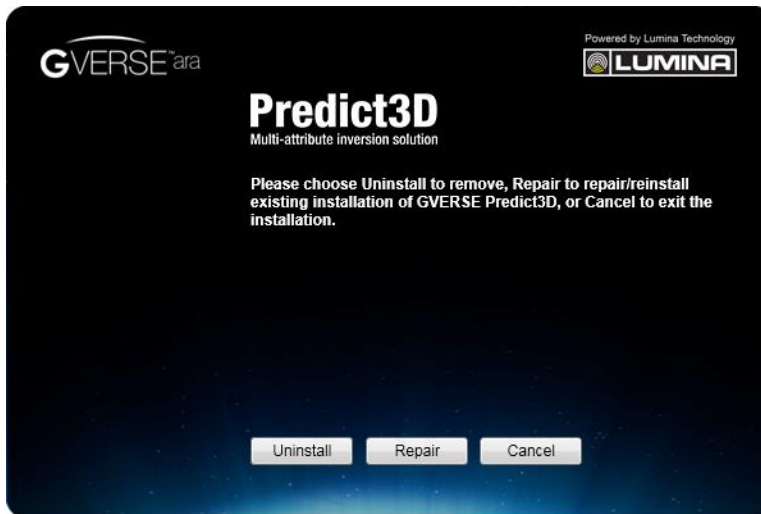 GVERSE™ara
Powered by Lumina Technology
LUMINA
Predict3D
Multi-attribute inversion solution
Please choose Uninstall to remove, Repair to repair/reinstall
existing installation of GVERSE Predict3D, or Cancel to exit the
installation.
Uninstall Repair Cancel